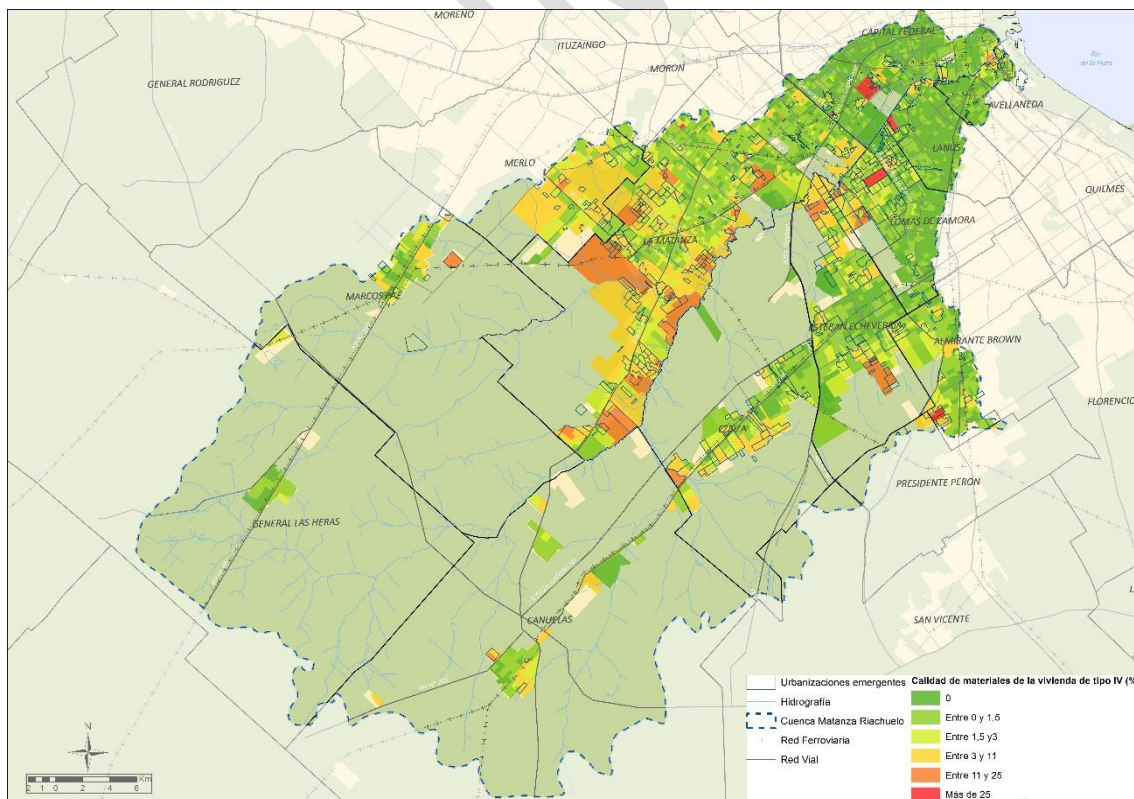 MORENO
CAPITAL FEDERAL
ITUZAINGO
Río
de la Plata
MORON
GENERAL RODRIGUEZ
AVELLANEDA
LANUS
MERLO
QUILMES
LOMAS DE ZAMORA
LA MATANZA
MARCOS PAZ
ESTEBAN ECHEVERRIA
ALMIRANTE BROWN
FLORENCIO
EZEIZA
PRESIDENTE PERON
GENERAL LAS HERAS
SAN VICENTE
CAÑUELAS
L
Urbanizaciones emergentes
Hidrografía
Cuenca Matanza Riachuelo
Red Ferroviaria
Red Vial
Calidad de materiales de la vivienda de tipo IV (%
0
Entre 0 y 1,5
Entre 1,5 y3
Entre 3 y 11
Entre 11 y 25
Más de 25
2 1 0 2 4 6 Km